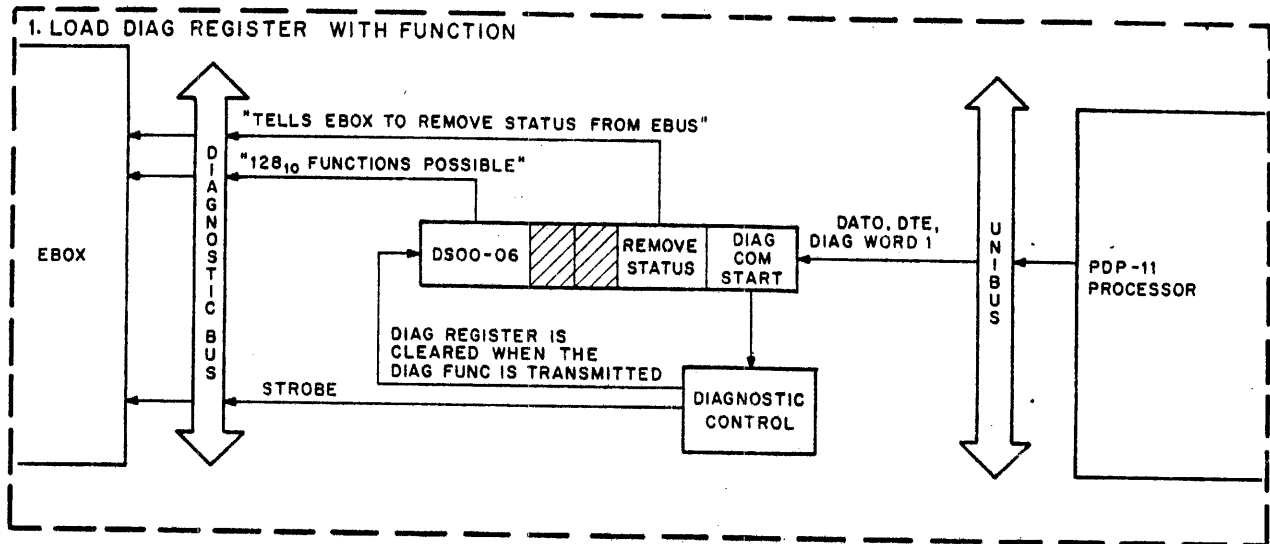 1. LOAD DIAG REGISTER WITH FUNCTION
"TELLS EBOX TO REMOVE STATUS FROM EBUS"
"128₁₀ FUNCTIONS POSSIBLE"
EBOX
DIAGNOSTIC BUS
DS00-06
REMOVE
STATUS
DIAG
COM
START
DATO, DTE,
DIAG WORD 1
UNIBUS
PDP-11
PROCESSOR
DIAG REGISTER IS
CLEARED WHEN THE
DIAG FUNC IS TRANSMITTED
STROBE
DIAGNOSTIC
CONTROL